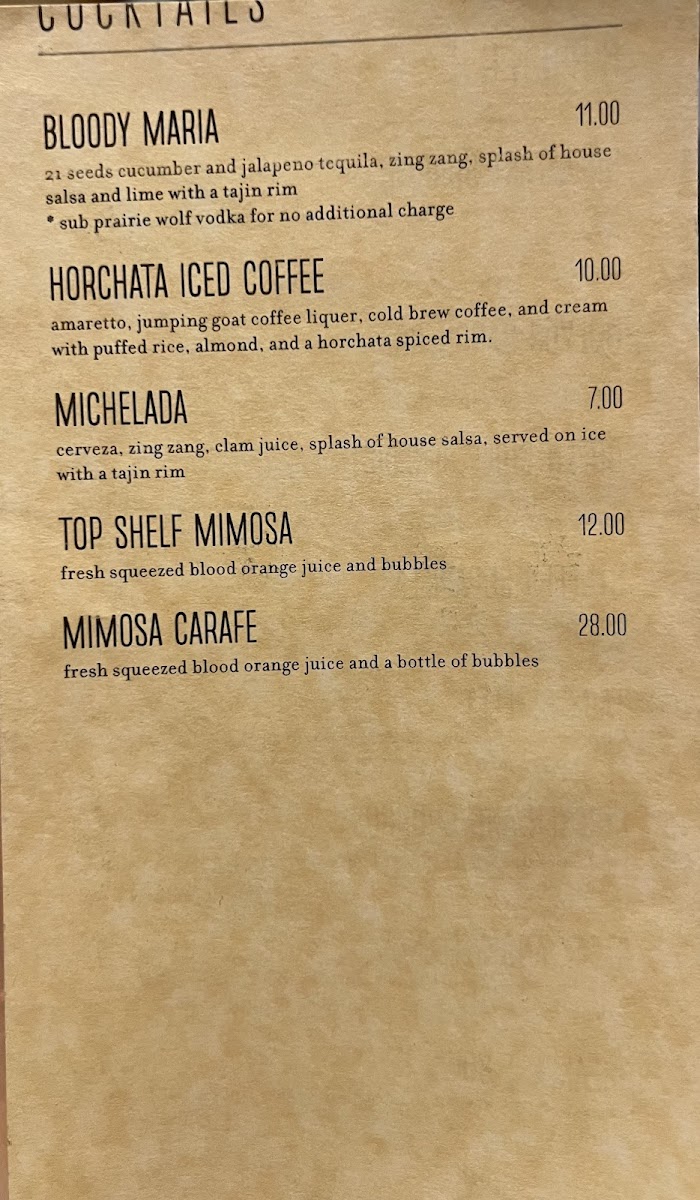 COCKTAILS
BLOODY MARIA 11.00
21 seeds cucumber and jalapeno tequila, zing zang, splash of house
salsa and lime with a tajin rim
* sub prairie wolf vodka for no additional charge
HORCHATA ICED COFFEE 10.00
amaretto, jumping goat coffee liquer, cold brew coffee, and cream
with puffed rice, almond, and a horchata spiced rim.
MICHELADA 7.00
cerveza, zing zang, clam juice, splash of house salsa, served on ice
with a tajin rim
TOP SHELF MIMOSA 12.00
fresh squeezed blood orange juice and bubbles
MIMOSA CARAFE 28.00
fresh squeezed blood orange juice and a bottle of bubbles